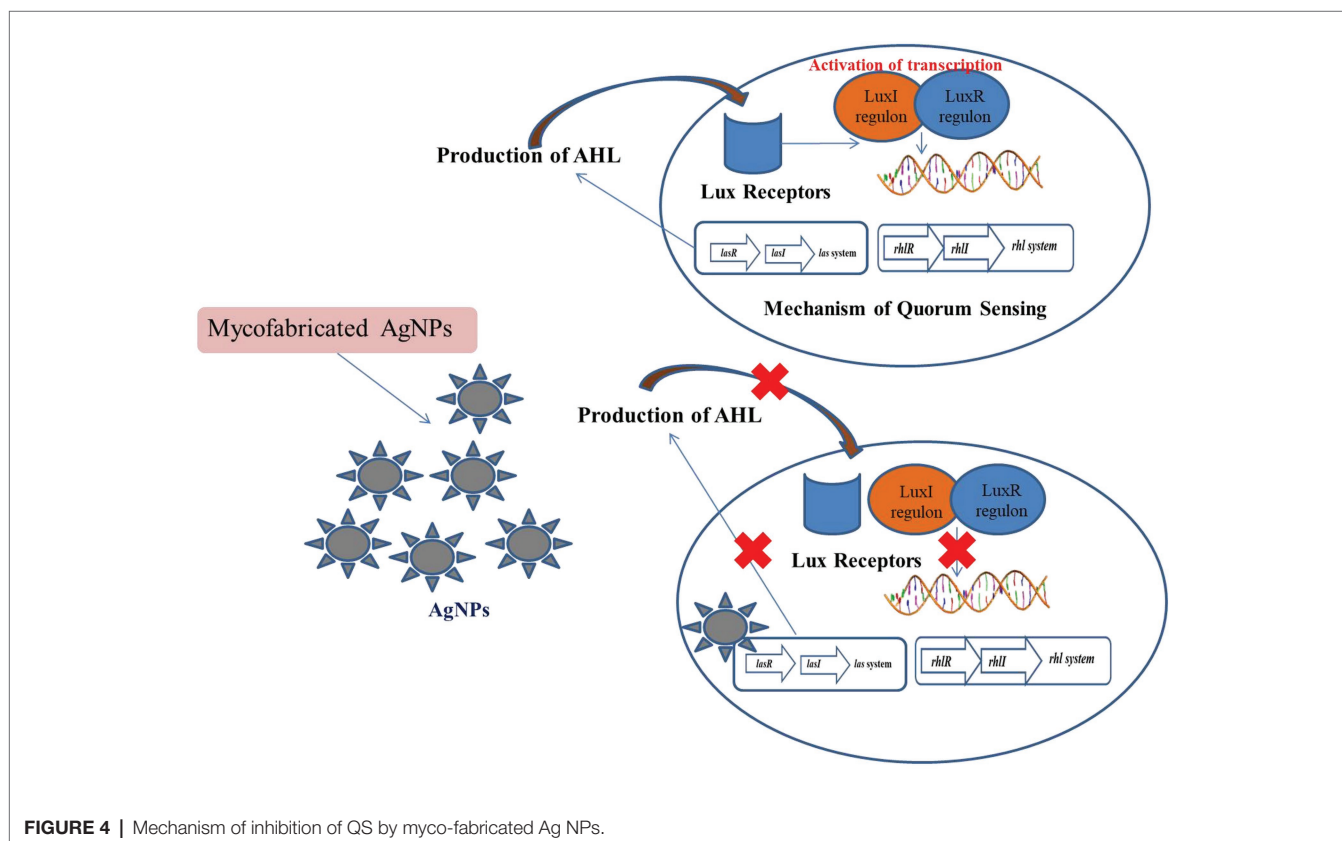 Activation of transcription
LuxI
regulon
LuxR
regulon
Production of AHL
Lux Receptors
lasR
lasI
las system
rhlR
rhlI
rhl system
Mechanism of Quorum Sensing
Mycofabricated AgNPs
AgNPs
Production of AHL
LuxI
regulon
LuxR
regulon
Lux Receptors
lasR
lasI
las system
rhlR
rhlI
rhl system
FIGURE 4 | Mechanism of inhibition of QS by myco-fabricated Ag NPs.